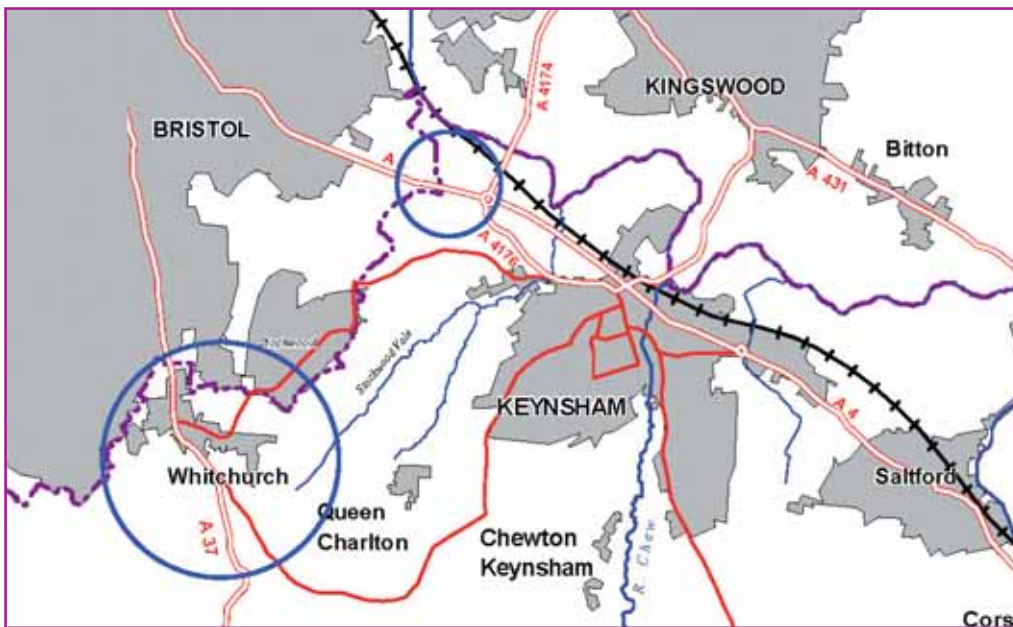 A 4174
KINGSWOOD
BRISTOL
Bitton
A
A 431
A 4176
Stockwood Vale
KEYNSHAM
A 4
Whitchurch
Saltford
Queen
Charlton
A 37
Chewton
Keynsham
R. Chew
Cors